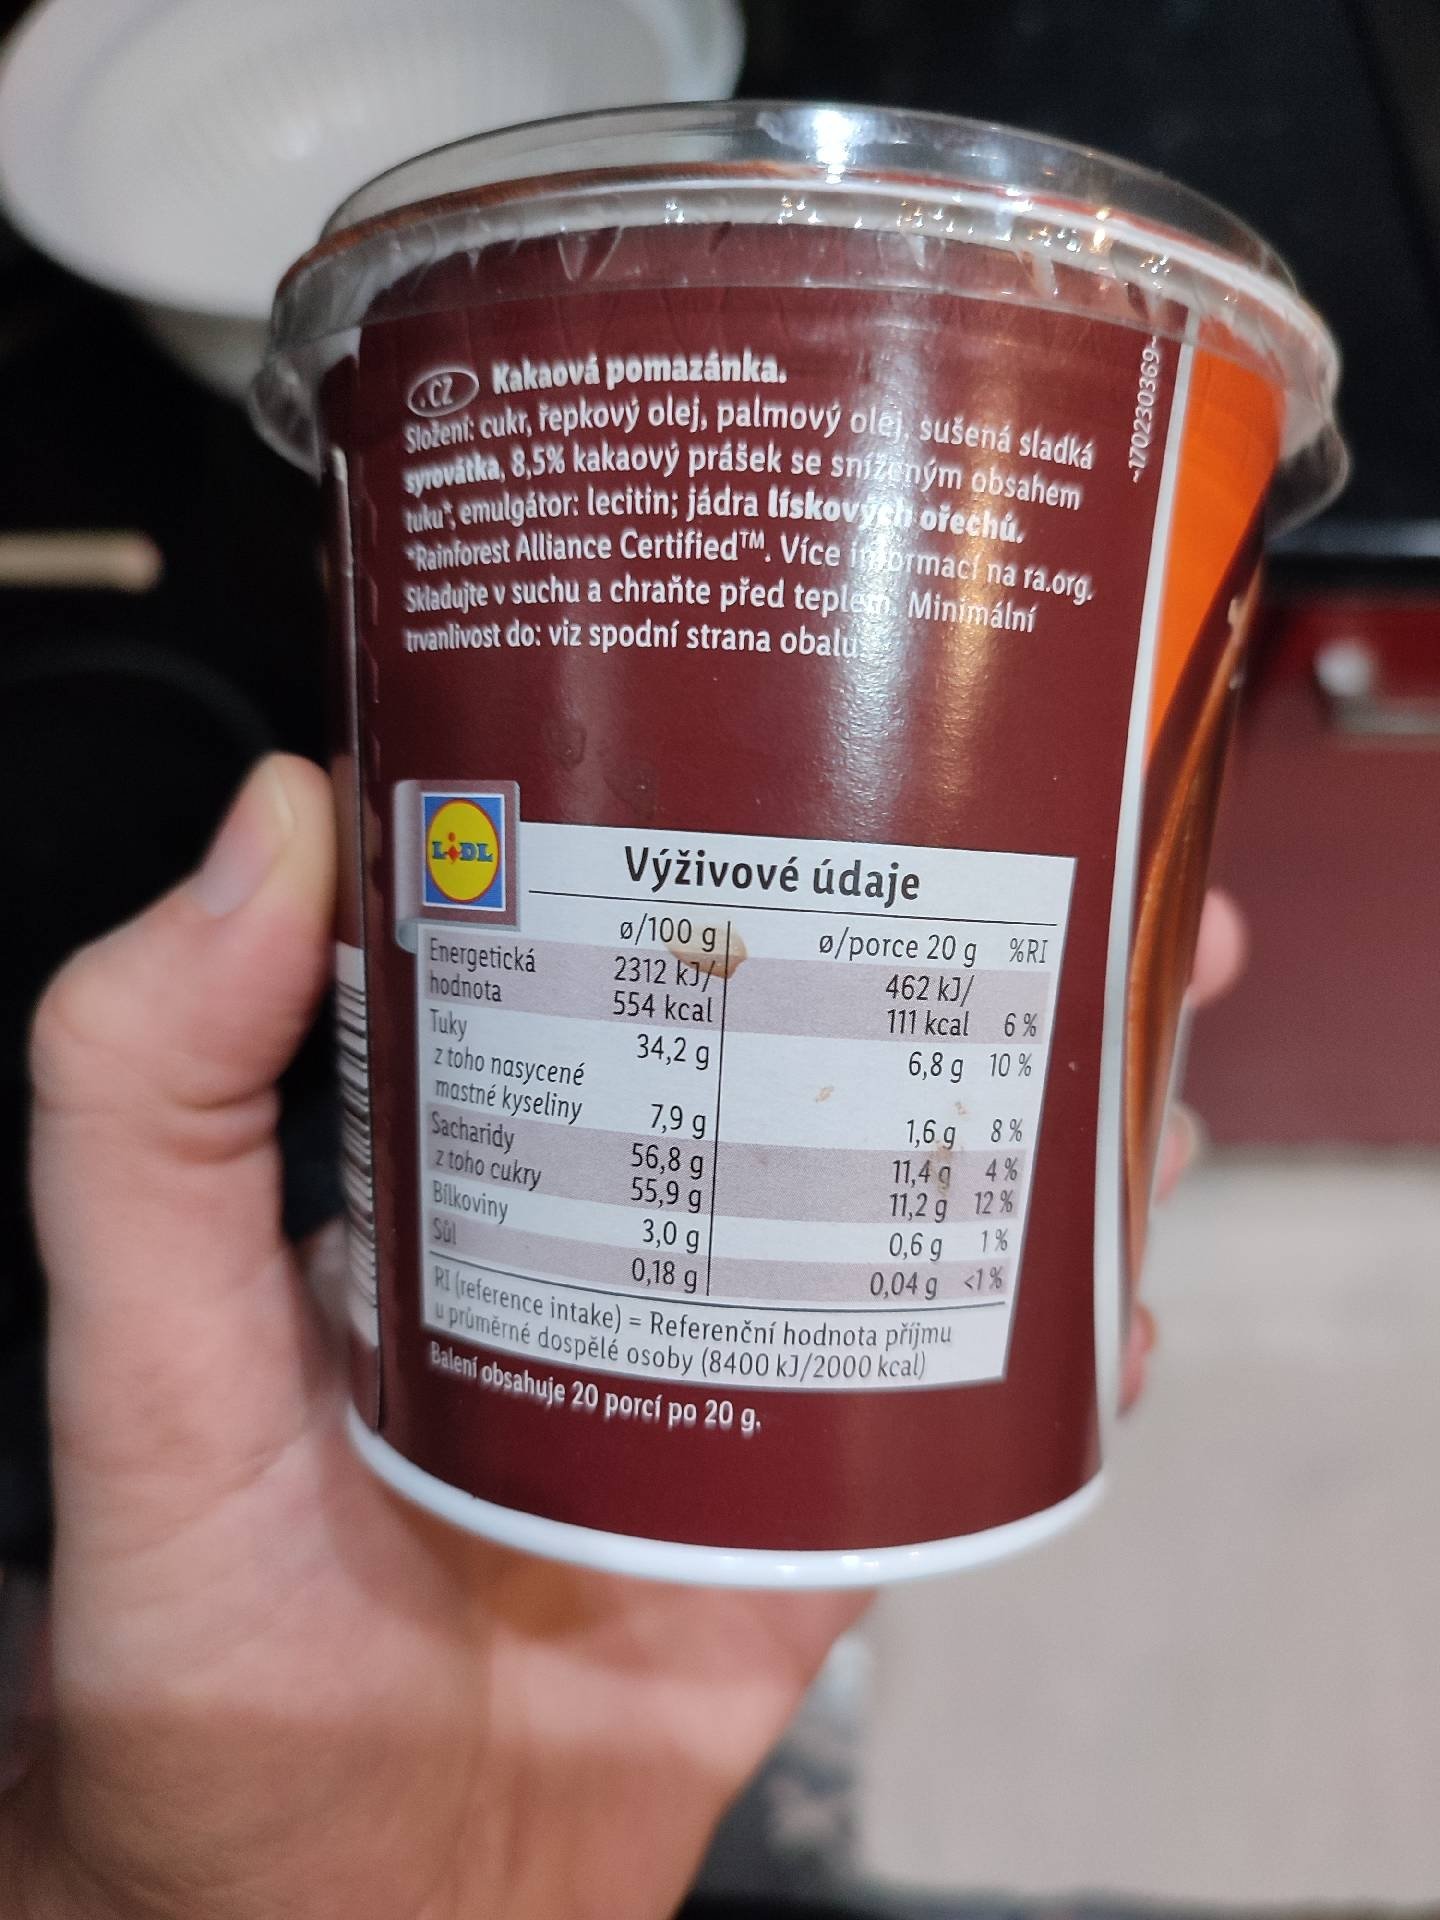 CZ Kakaová pomazánka.
Složení: cukr, řepkový olej, palmový olej, sušená sladká
syrovátka, 8,5% kakaový prášek se sníženým obsahem
tuku*, emulgátor: lecitin; jádra lískových ořechů.
*Rainforest Alliance Certified™. Více informací na ra.org.
Skladujte v suchu a chraňte před teplem. Minimální
trvanlivost do: viz spodní strana obalu.
-170230369-
LIDL
Výživové údaje
ø/100 g ø/porce 20 g %RI
Energetická 2312 kJ/ 462 kJ/
hodnota 554 kcal 111 kcal 6 %
Tuky 34,2 g 6,8 g 10 %
z toho nasycené
mastné kyseliny 7,9 g 1,6 g 8 %
Sacharidy 56,8 g 11,4 g 4 %
z toho cukry 55,9 g 11,2 g 12 %
Bílkoviny 3,0 g 0,6 g 1 %
Sůl 0,18 g 0,04 g <1 %
RI (reference intake) = Referenční hodnota příjmu
u průměrné dospělé osoby (8400 kJ/2000 kcal)
Balení obsahuje 20 porcí po 20 g.